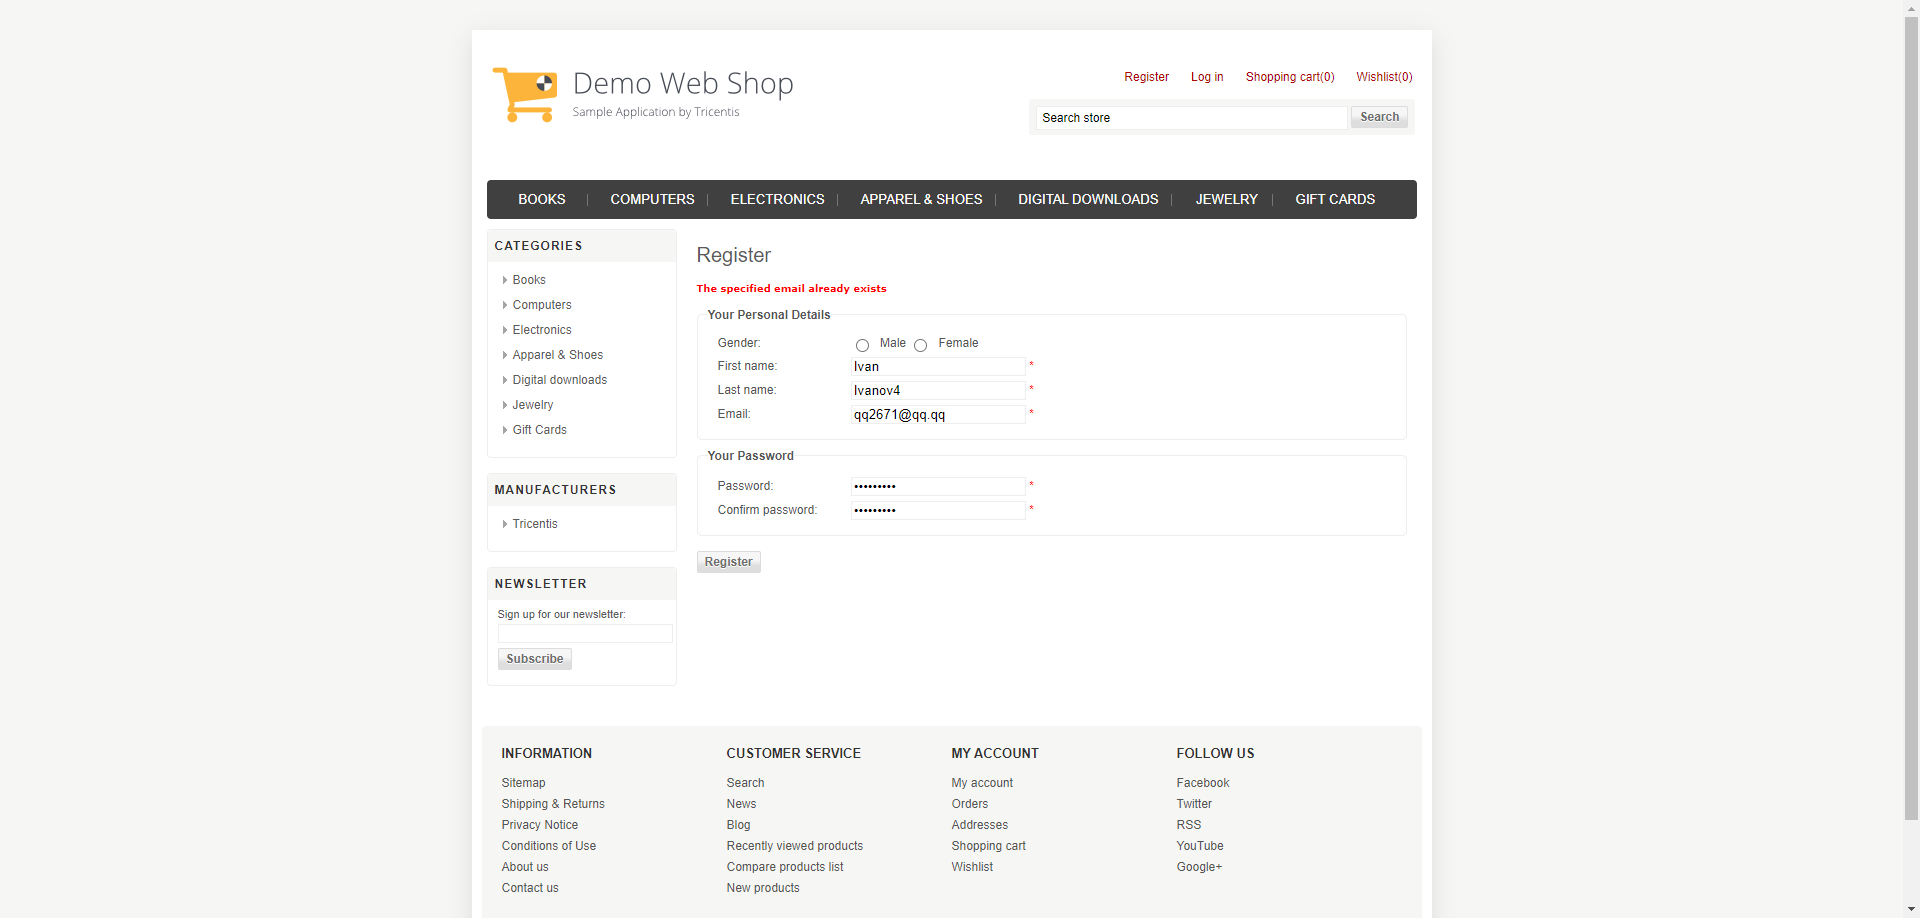 Demo Web Shop
Sample Application by Tricentis
Register Log in Shopping cart(0) Wishlist(0)
Search store Search
BOOKS COMPUTERS ELECTRONICS APPAREL & SHOES DIGITAL DOWNLOADS JEWELRY GIFT CARDS
CATEGORIES
Books
Computers
Electronics
Apparel & Shoes
Digital downloads
Jewelry
Gift Cards
MANUFACTURERS
Tricentis
NEWSLETTER
Sign up for our newsletter:
Subscribe
Register
The specified email already exists
Your Personal Details
Gender: Male Female
First name: Ivan *
Last name: Ivanov4 *
Email: qq2671@qq.qq *
Your Password
Password: ••••••••• *
Confirm password: ••••••••• *
Register
INFORMATION
Sitemap
Shipping & Returns
Privacy Notice
Conditions of Use
About us
Contact us
CUSTOMER SERVICE
Search
News
Blog
Recently viewed products
Compare products list
New products
MY ACCOUNT
My account
Orders
Addresses
Shopping cart
Wishlist
FOLLOW US
Facebook
Twitter
RSS
YouTube
Google+